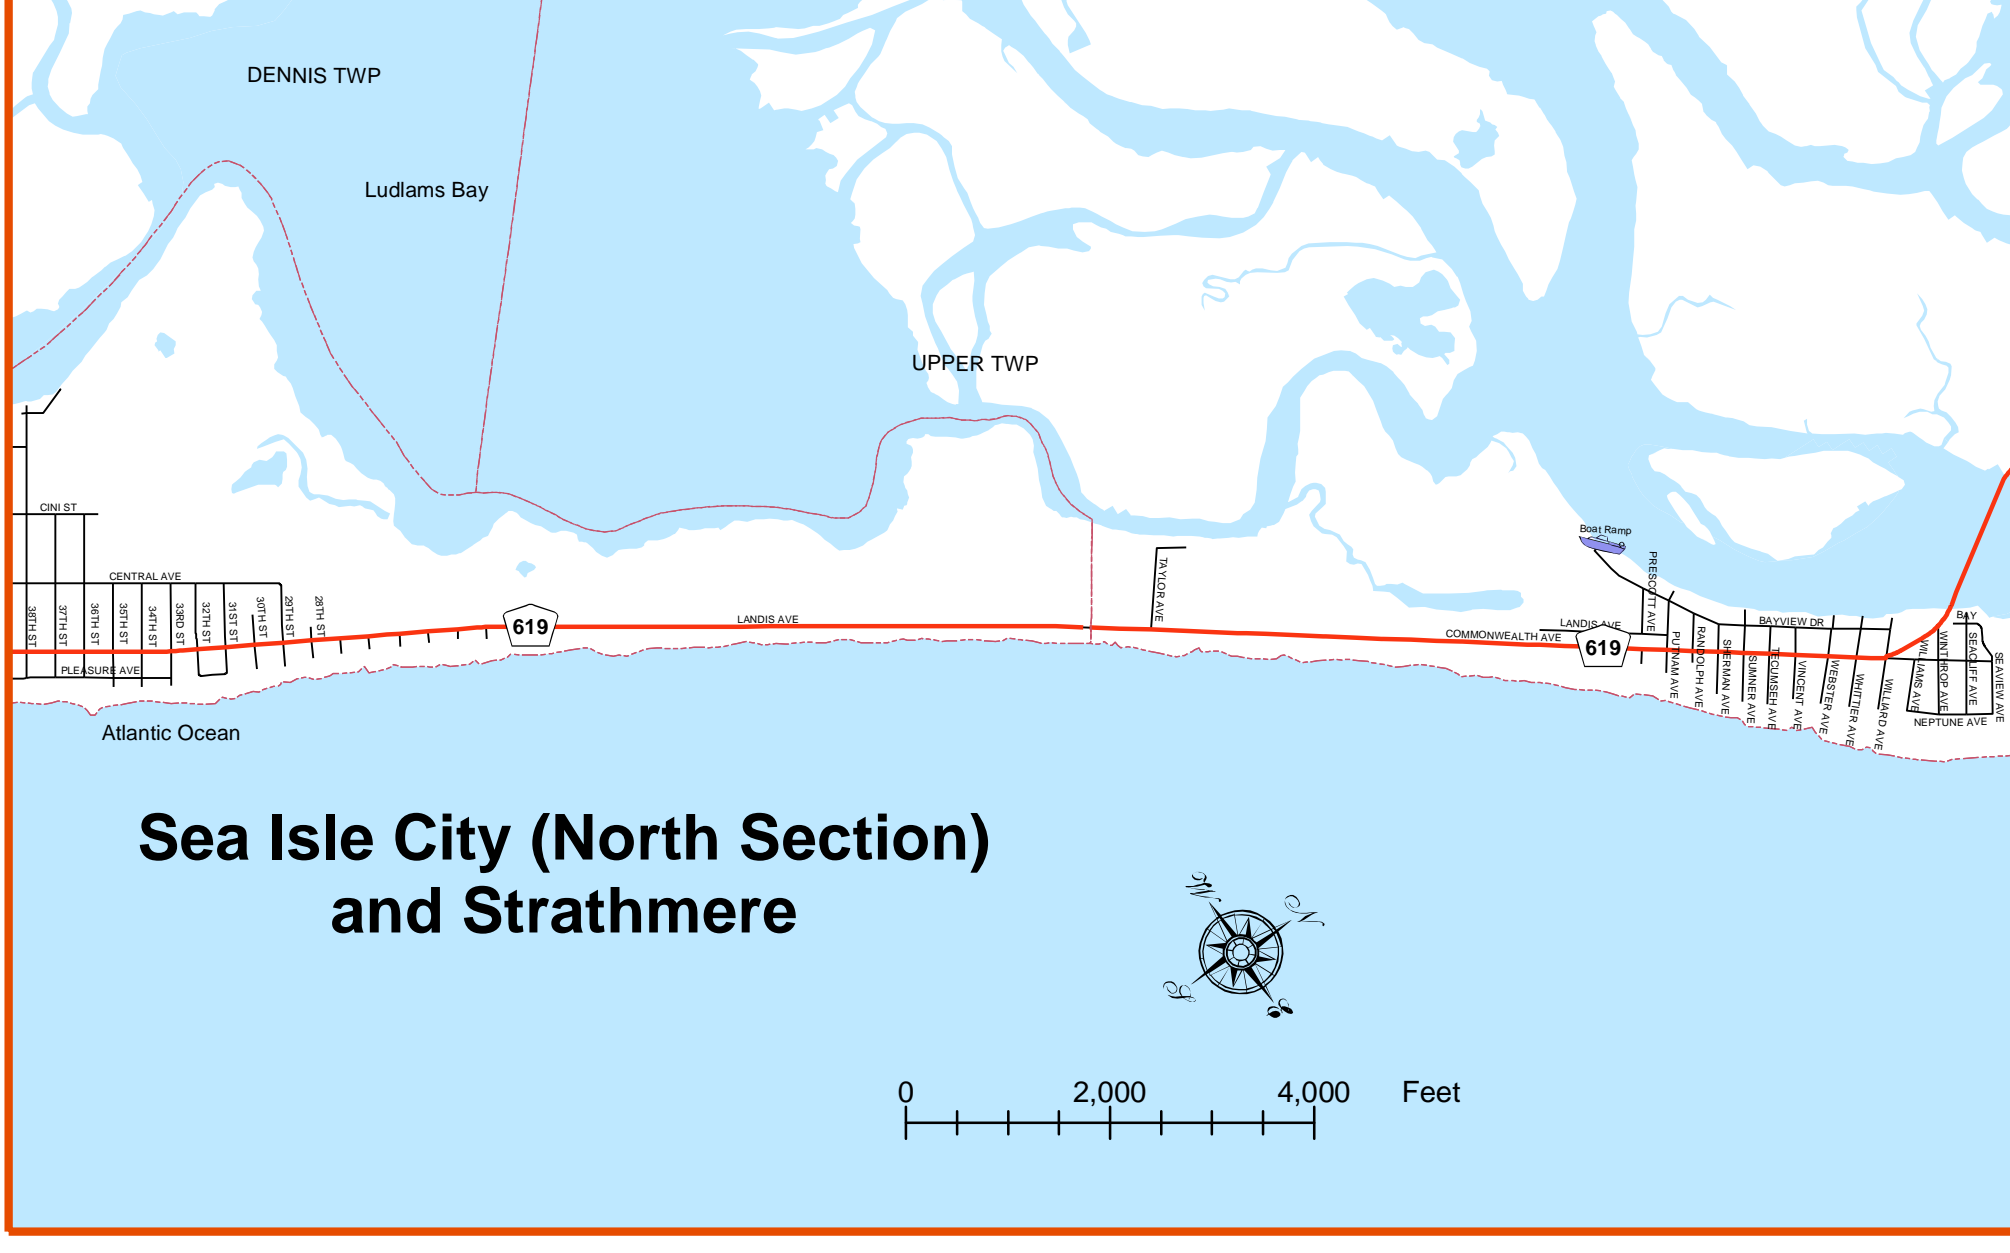 DENNIS TWP
Ludlams Bay
UPPER TWP
CINI ST
CENTRAL AVE
38TH ST
37TH ST
36TH ST
35TH ST
34TH ST
33RD ST
32TH ST
31ST ST
30TH ST
29TH ST
28TH ST
PLEASURE AVE
619
LANDIS AVE
TAYLOR AVE
COMMONWEALTH AVE
LANDIS AVE
619
Boat Ramp
PRESCOTT AVE
PUTNAM AVE
RANDOLPH AVE
SHERMAN AVE
SUMNER AVE
TECUMSEH AVE
VINCENT AVE
WEBSTER AVE
WHITTIER AVE
WILLIARD AVE
BAYVIEW DR
BAY
WILLIAMS AVE
WINTHROP AVE
SEACLIFF AVE
SEAVIEW AVE
NEPTUNE AVE
Atlantic Ocean
Sea Isle City (North Section)
and Strathmere
W
N
S
E
0 2,000 4,000 Feet